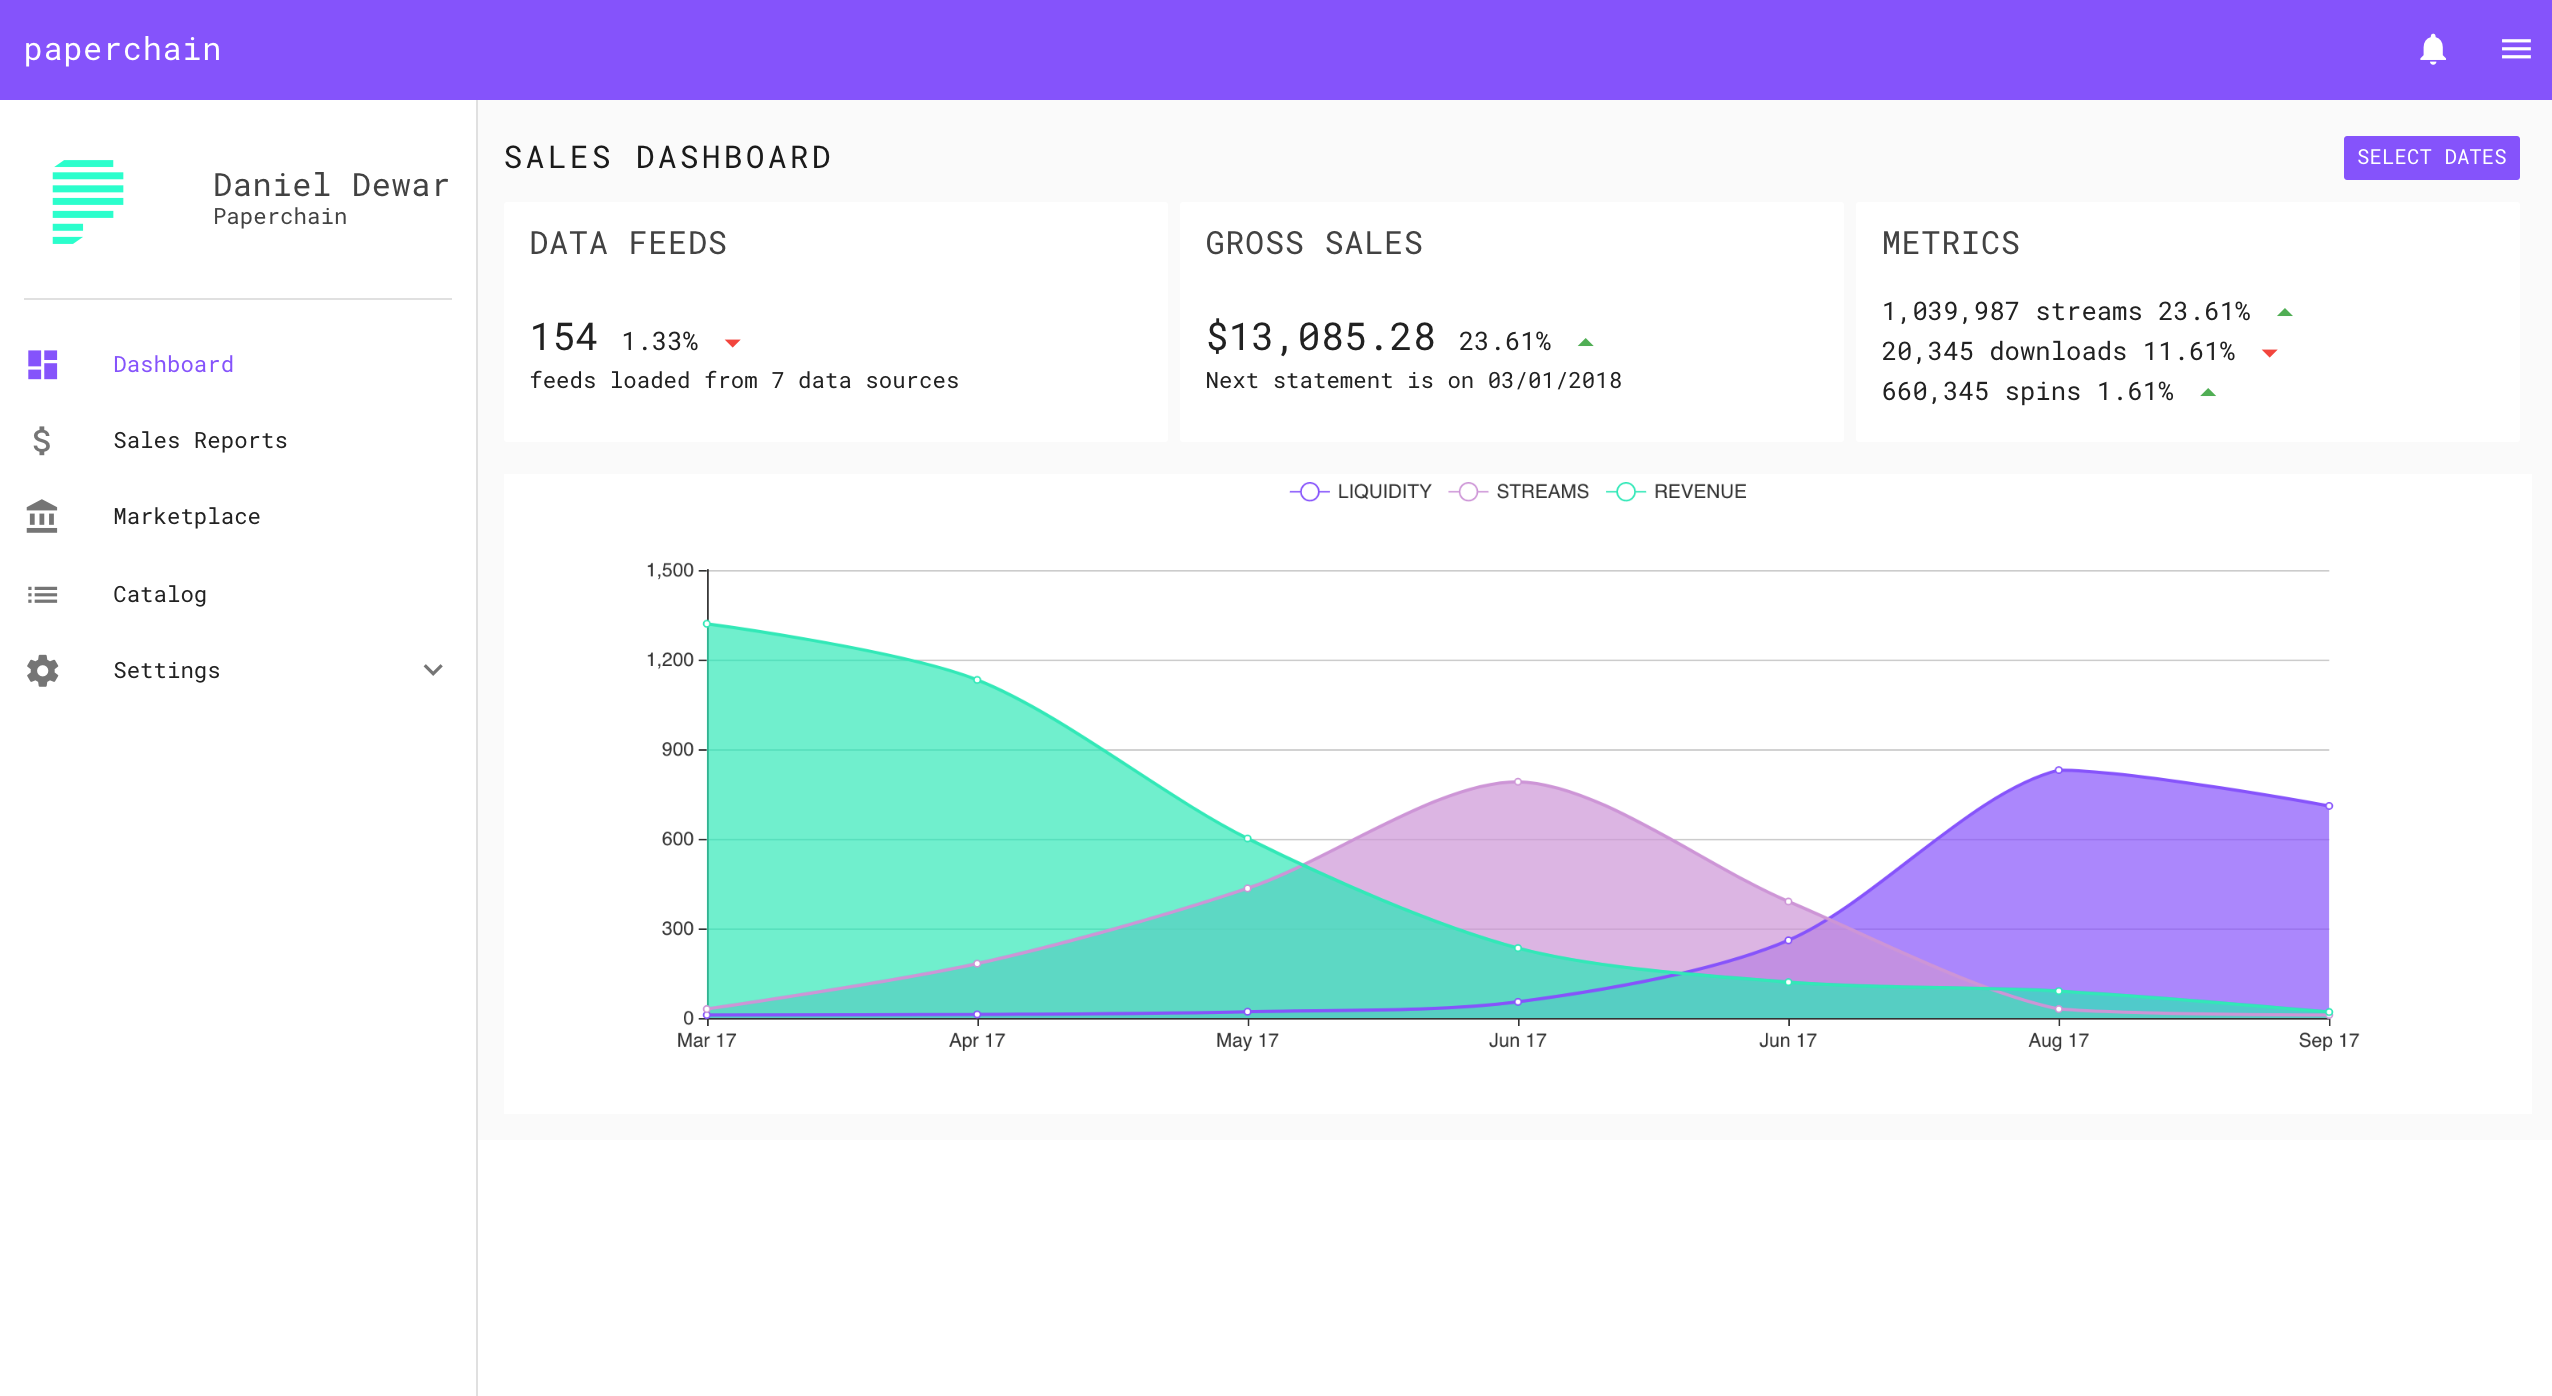 paperchain
Daniel Dewar
Paperchain
Dashboard
Sales Reports
Marketplace
Catalog
Settings
SALES DASHBOARD
SELECT DATES
DATA FEEDS
154 1.33%
feeds loaded from 7 data sources
GROSS SALES
$13,085.28 23.61%
Next statement is on 03/01/2018
METRICS
1,039,987 streams 23.61%
20,345 downloads 11.61%
660,345 spins 1.61%
LIQUIDITY STREAMS REVENUE
1,500
1,200
900
600
300
0
Mar 17 Apr 17 May 17 Jun 17 Jun 17 Aug 17 Sep 17